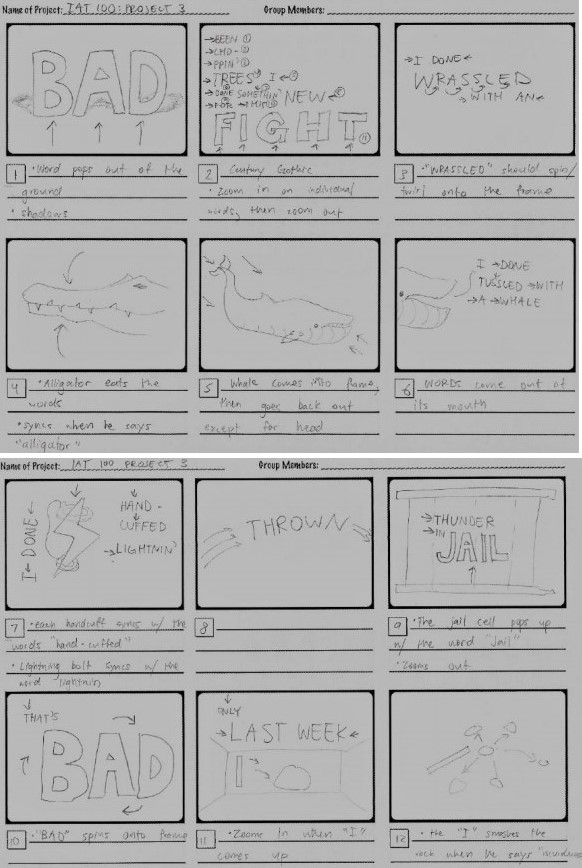 Name of Project: IAT 100: PROJECT 3 Group Members:
BAD
1 • Word pops out of the
ground
• shadows
→BEEN ①
→CHO-②
→PPIN'③
→TREES④ I ←⑤
→DONE SOMETHIN' NEW ←⑧
→FOR THIS
FIGHT ⑪
2 Century Gothic
• Zoom in on individual
words, then zoom out
→I DONE←
WRASSLED
→WITH AN←
3 • "WRASSLED" should spin/
twirl onto the frame
4 • Alligator eats the
words
• syncs when he says
"alligator"
5 Whale comes into frame,
then goes back out
except for head
I →DONE
TUSSLED →WITH
→A →WHALE
6 WORDS come out of
its mouth
Name of Project: IAT 100 PROJECT 3 Group Members:
I←DONE←
HAND-
CUFFED
→LIGHTNIN'
7 • each handcuff syncs w/ the
words "hand-cuffed"
• Lightning bolt syncs w/ the
word "lightnin
THROWN
8
→THUNDER
→IN
JAIL
9 • The jail cell pops up
w/ the word "Jail"
• Zooms out
THAT'S
BAD
10 • "BAD" spins onto frame
ONLY
→LAST WEEK←
I
11 • Zooms in when "I"
comes up
12 • the "I" smashes the
rock when he says